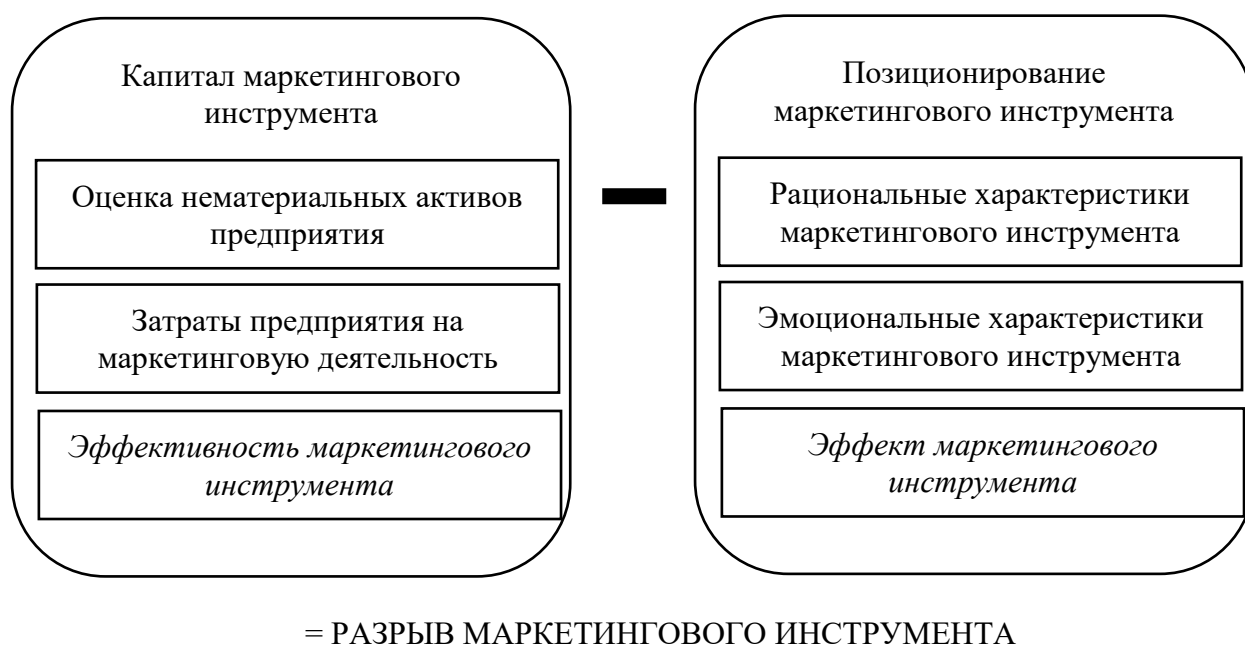 Капитал маркетингового
инструмента
Оценка нематериальных активов
предприятия
Затраты предприятия на
маркетинговую деятельность
Эффективность маркетингового
инструмента
Позиционирование
маркетингового инструмента
Рациональные характеристики
маркетингового инструмента
Эмоциональные характеристики
маркетингового инструмента
Эффект маркетингового
инструмента
= РАЗРЫВ МАРКЕТИНГОВОГО ИНСТРУМЕНТА